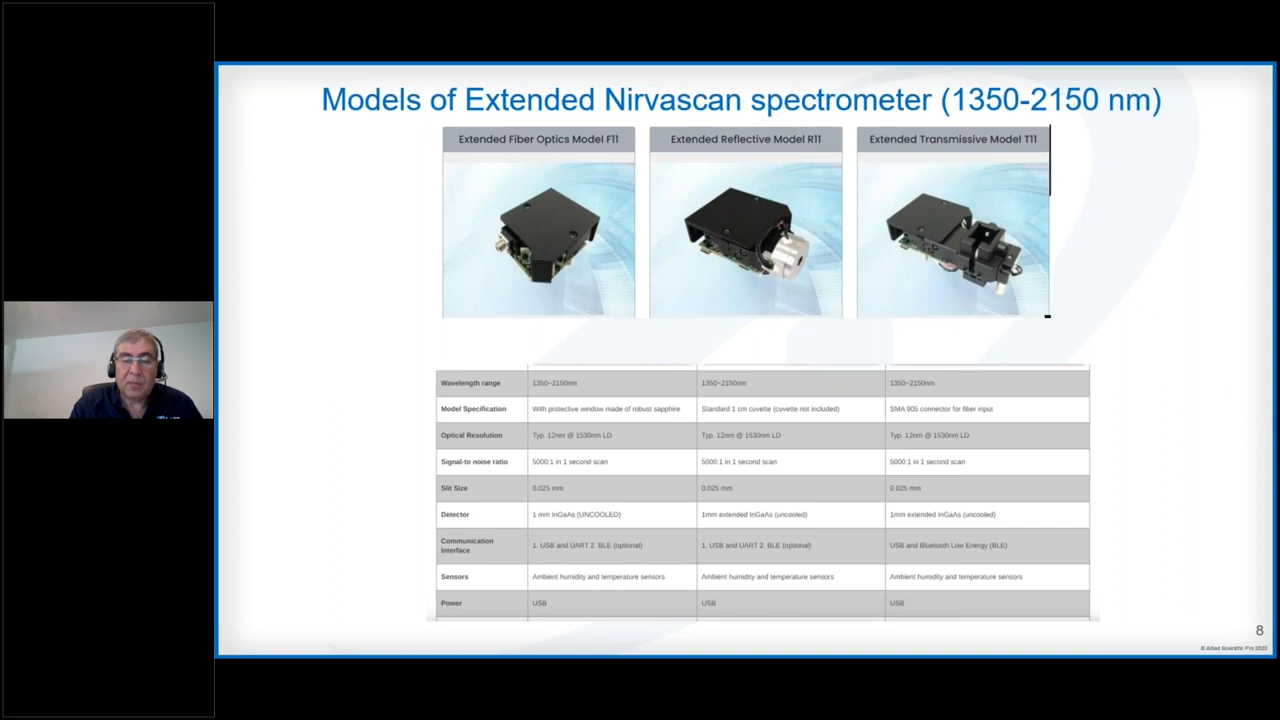 Models of Extended Nirvascan spectrometer (1350-2150 nm)
Extended Fiber Optics Model F11 Extended Reflective Model R11 Extended Transmissive Model T11
Wavelength range 1350~2150nm 1350~2150nm 1350~2150nm
Model Specification With protective window made of robust sapphire Standard 1 cm cuvette (cuvette not included) SMA 905 connector for fiber input
Optical Resolution Typ. 12nm @ 1530nm LD Typ. 12nm @ 1530nm LD Typ. 12nm @ 1530nm LD
Signal-to noise ratio 5000:1 in 1 second scan 5000:1 in 1 second scan 5000:1 in 1 second scan
Slit Size 0.025 mm 0.025 mm 0.025 mm
Detector 1 mm InGaAs (UNCOOLED) 1mm extended InGaAs (uncooled) 1mm extended InGaAs (uncooled)
Communication
Interface 1. USB and UART 2. BLE (optional) 1. USB and UART 2. BLE (optional) USB and Bluetooth Low Energy (BLE)
Sensors Ambient humidity and temperature sensors Ambient humidity and temperature sensors Ambient humidity and temperature sensors
Power USB USB USB
8
© Allied Scientific Pro 2022